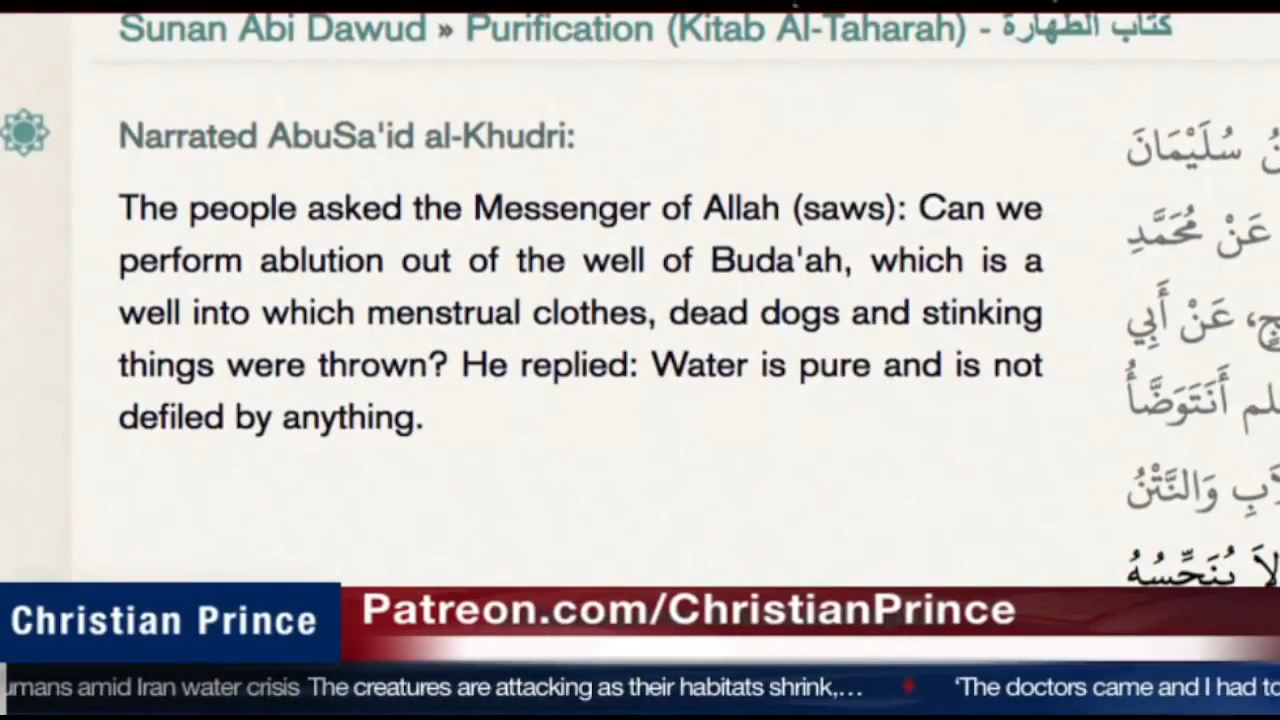 Sunan Abi Dawud » Purification (Kitab Al-Taharah) - كتاب الطهارة
Narrated AbuSa'id al-Khudri:
The people asked the Messenger of Allah (saws): Can we
perform ablution out of the well of Buda'ah, which is a
well into which menstrual clothes, dead dogs and stinking
things were thrown? He replied: Water is pure and is not
defiled by anything.
سُلَيْمَانَ
عَنْ مُحَمَّدِ
عَنْ أَبِي
أَنَتَوَضَّأُ
وَالنَّتْنُ
لاَ يُنَجِّسُهُ
Christian Prince
Patreon.com/ChristianPrince
amid Iran water crisis The creatures are attacking as their habitats shrink,... ‘The doctors came and I had to